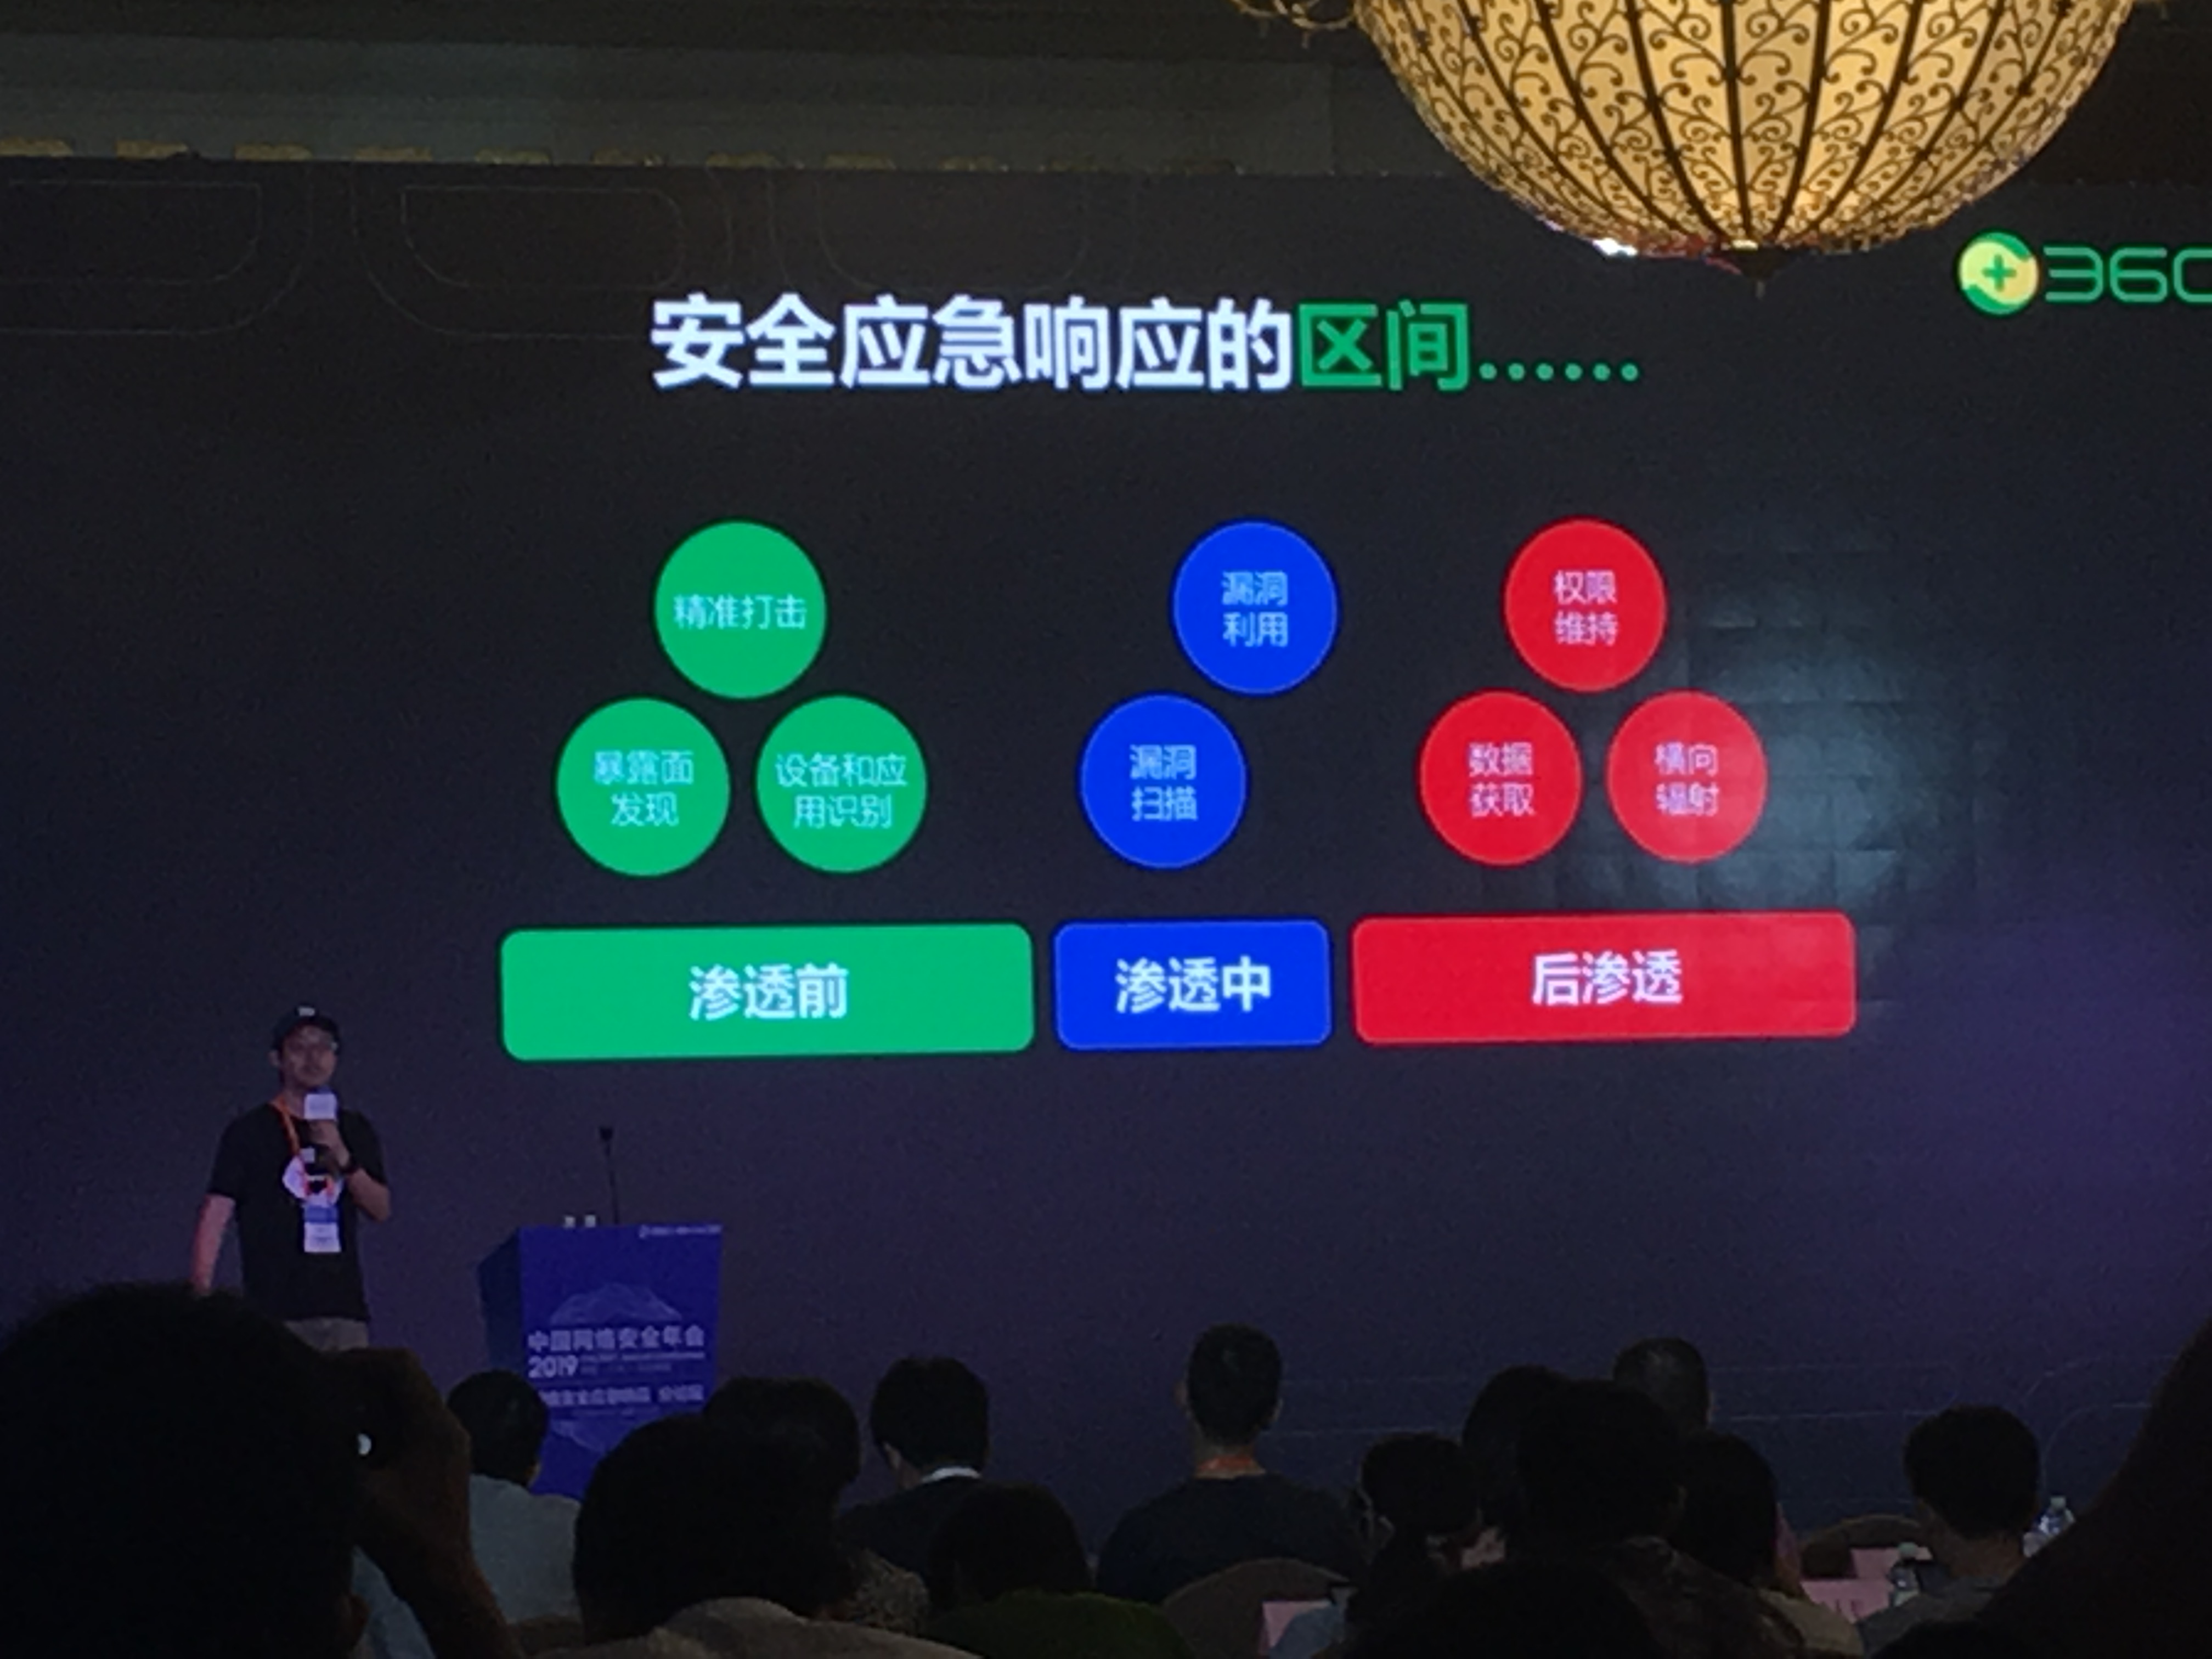 360
安全应急响应的区间......
精准打击
暴露面
发现
设备和应
用识别
漏洞
利用
漏洞
扫描
权限
维持
数据
获取
横向
辐射
渗透前
渗透中
后渗透
中国网络安全年会
2019